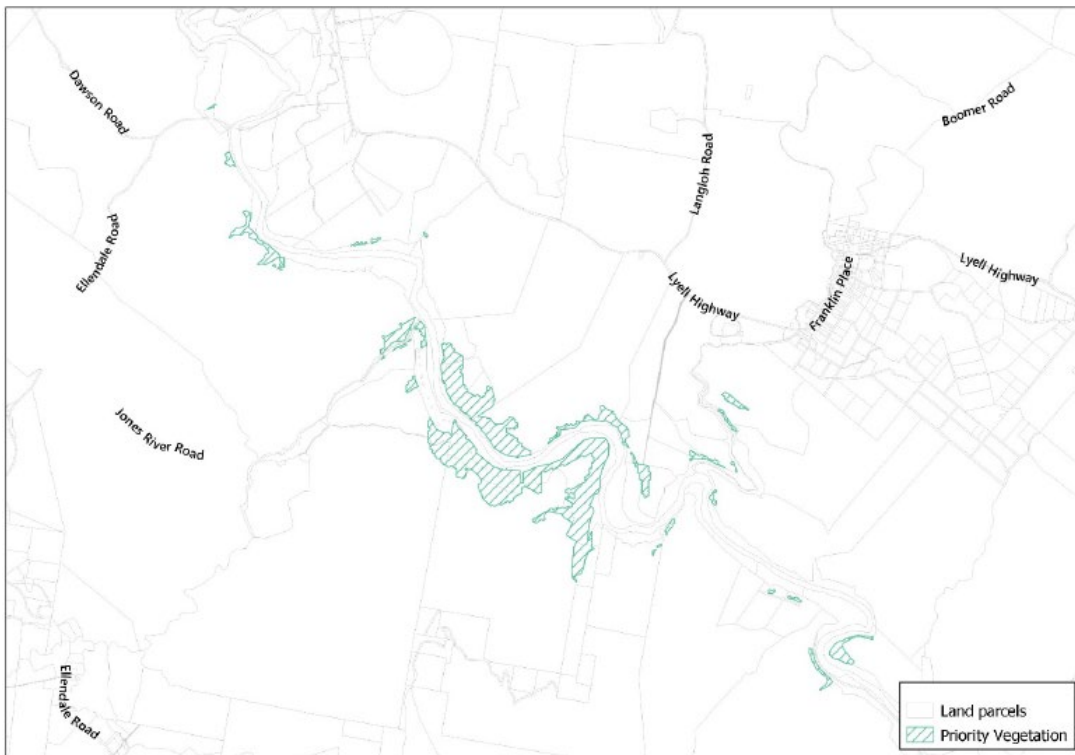 Dawson Road
Boomer Road
Langloh Road
Ellendale Road
Lyell Highway
Franklin Place
Lyell Highway
Jones River Road
Ellendale Road
Land parcels
Priority Vegetation